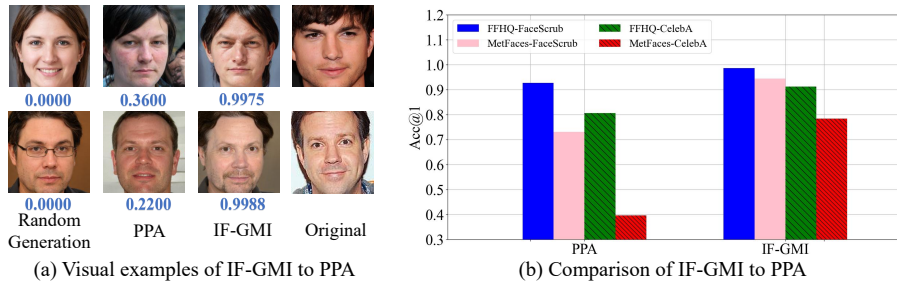 0.0000 0.3600 0.9975
0.0000 0.2200 0.9988
Random Generation PPA IF-GMI Original
(a) Visual examples of IF-GMI to PPA
1.2
1.1
1.0
0.9
0.8
0.7
0.6
0.5
0.4
0.3
Acc@1
FFHQ-FaceScrub FFHQ-CelebA
MetFaces-FaceScrub MetFaces-CelebA
PPA IF-GMI
(b) Comparison of IF-GMI to PPA